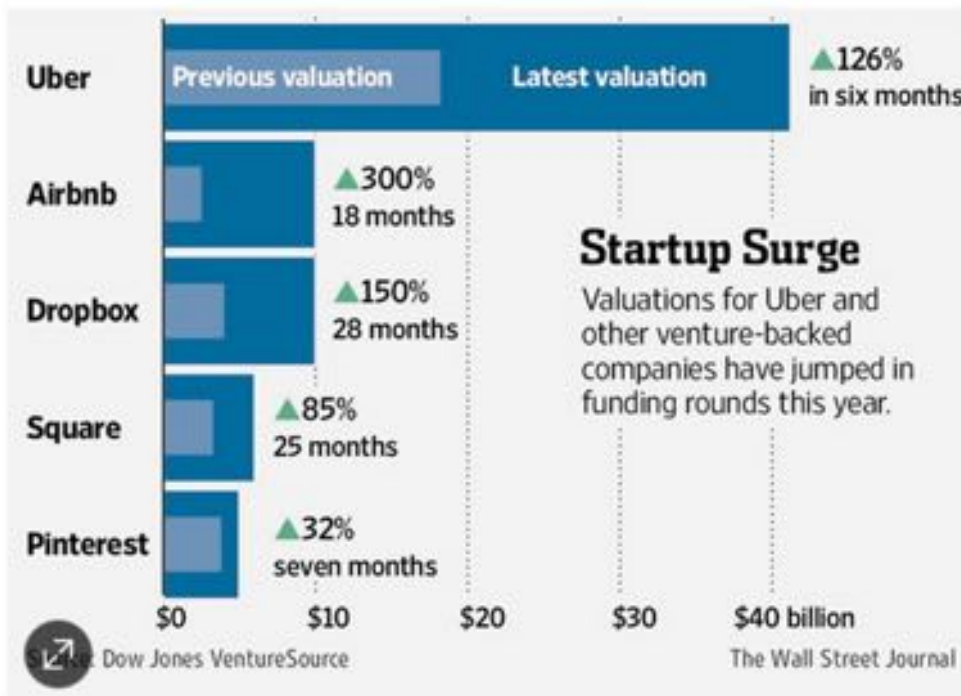 Uber
Previous valuation
Latest valuation
▲126%
in six months
Airbnb
▲300%
18 months
Dropbox
▲150%
28 months
Square
▲85%
25 months
Pinterest
▲32%
seven months
Startup Surge
Valuations for Uber and
other venture-backed
companies have jumped in
funding rounds this year.
$0 $10 $20 $30 $40 billion
Dow Jones VentureSource
The Wall Street Journal